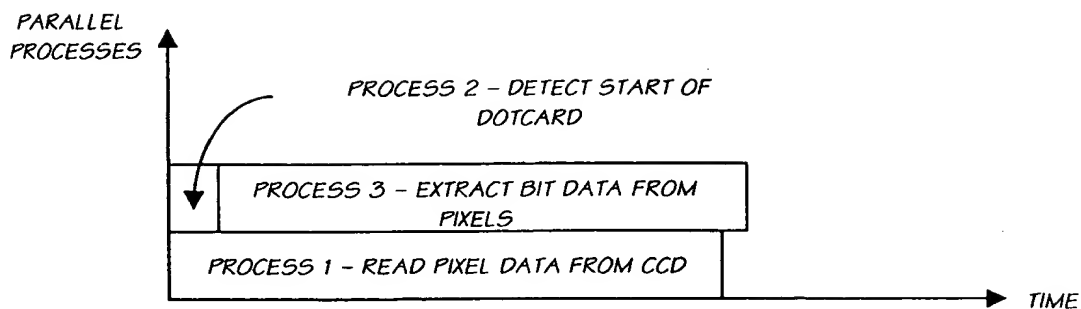 PARALLEL
PROCESSES
PROCESS 2 – DETECT START OF
DOTCARD
PROCESS 3 – EXTRACT BIT DATA FROM
PIXELS
PROCESS 1 – READ PIXEL DATA FROM CCD
TIME